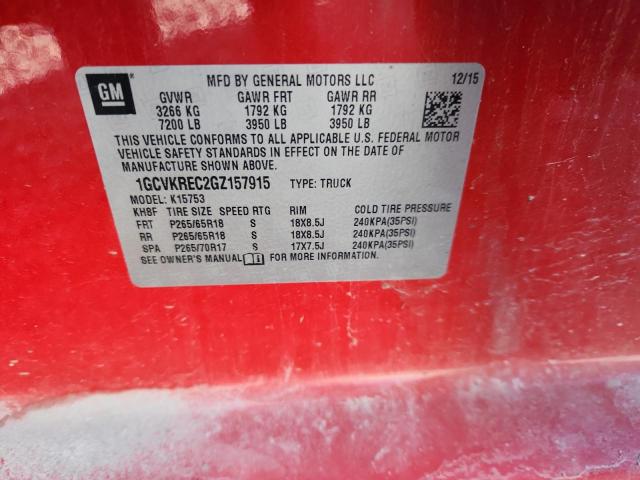 GM
MFD BY GENERAL MOTORS LLC 12/15
GVWR GAWR FRT GAWR RR
3266 KG 1792 KG 1792 KG
7200 LB 3950 LB 3950 LB
THIS VEHICLE CONFORMS TO ALL APPLICABLE U.S. FEDERAL MOTOR
VEHICLE SAFETY STANDARDS IN EFFECT ON THE DATE OF
MANUFACTURE SHOWN ABOVE.
1GCVKREC2GZ157915 TYPE: TRUCK
MODEL: K15753
KHBF TIRE SIZE SPEED RTG RIM COLD TIRE PRESSURE
FRT P265/65R18 S 18X8.5J 240KPA(35PSI)
RR P265/65R18 S 18X8.5J 240KPA(35PSI)
SPA P265/70R17 S 17X7.5J 240KPA(35PSI)
SEE OWNER'S MANUAL FOR MORE INFORMATION.